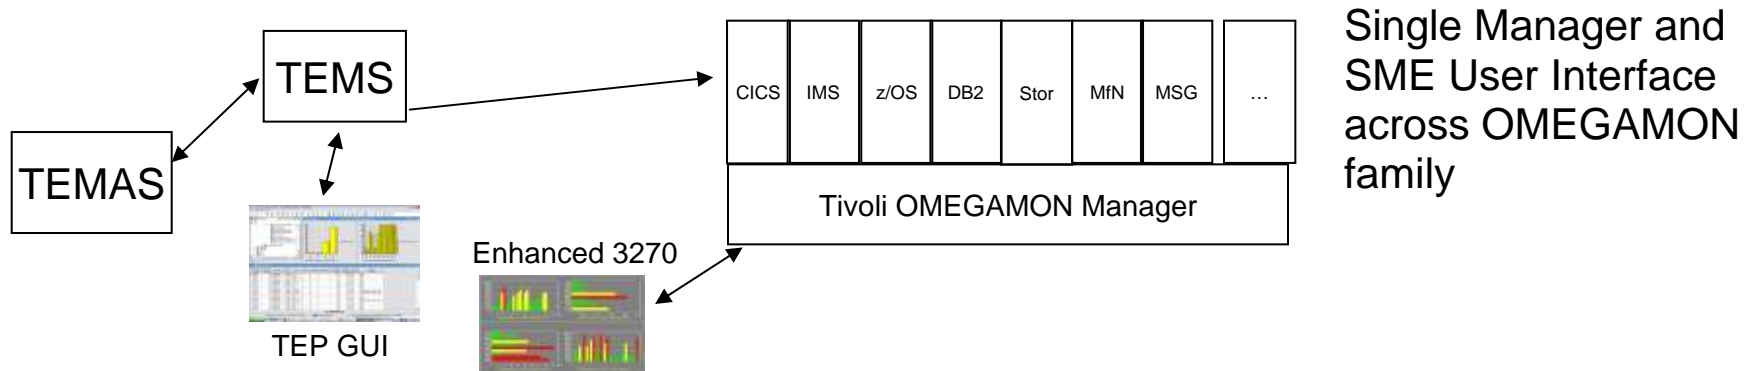 TEMS
TEMAS
TEP GUI
Enhanced 3270
CICS IMS z/OS DB2 Stor MfN MSG ...
Tivoli OMEGAMON Manager
Single Manager and
SME User Interface
across OMEGAMON
family